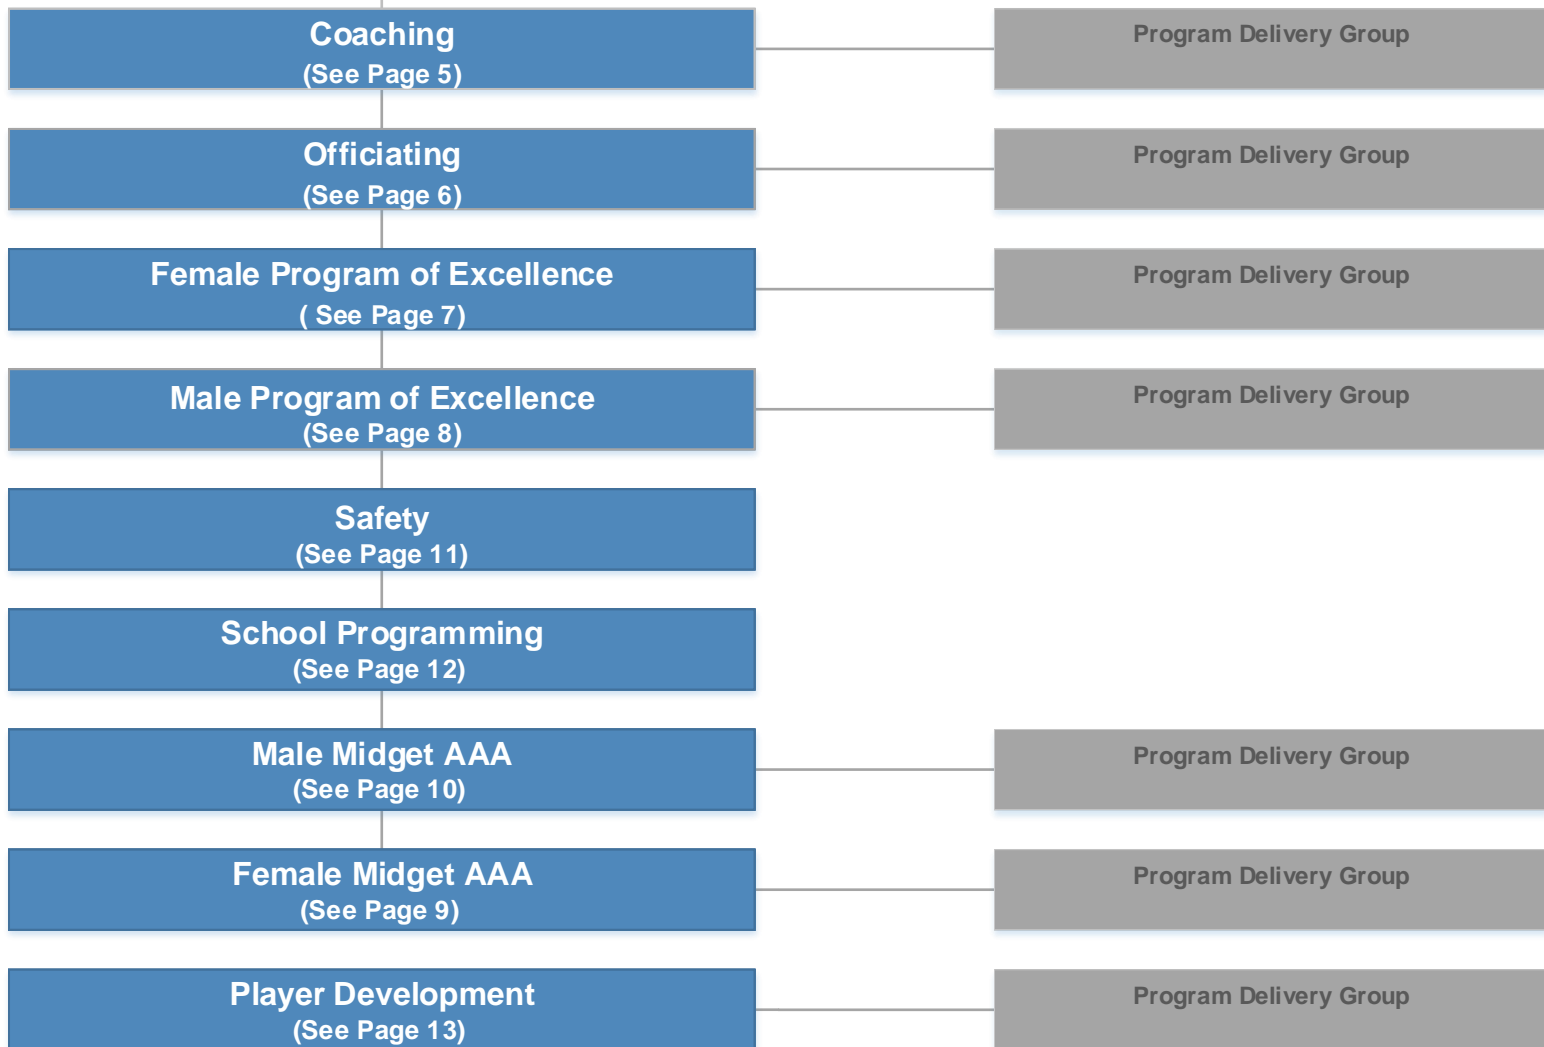 Coaching
(See Page 5)
Program Delivery Group
Officiating
(See Page 6)
Program Delivery Group
Female Program of Excellence
( See Page 7)
Program Delivery Group
Male Program of Excellence
(See Page 8)
Program Delivery Group
Safety
(See Page 11)
School Programming
(See Page 12)
Male Midget AAA
(See Page 10)
Program Delivery Group
Female Midget AAA
(See Page 9)
Program Delivery Group
Player Development
(See Page 13)
Program Delivery Group